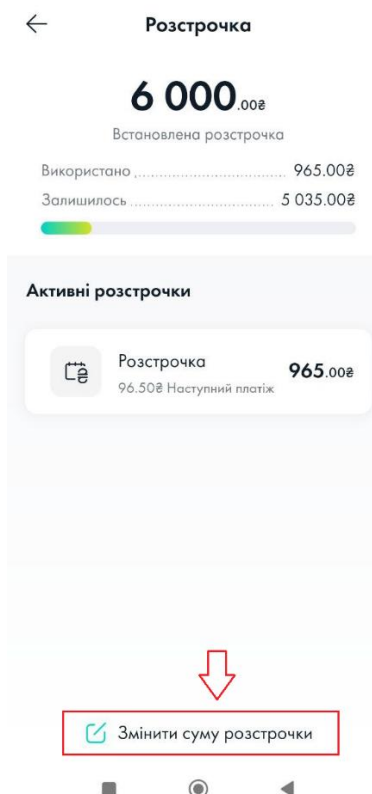 Розстрочка
6 000.00₴
Встановлена розстрочка
Використано 965.00₴
Залишилось 5 035.00₴
Активні розстрочки
Розстрочка 965.00₴
96.50₴ Наступний платіж
Змінити суму розстрочки